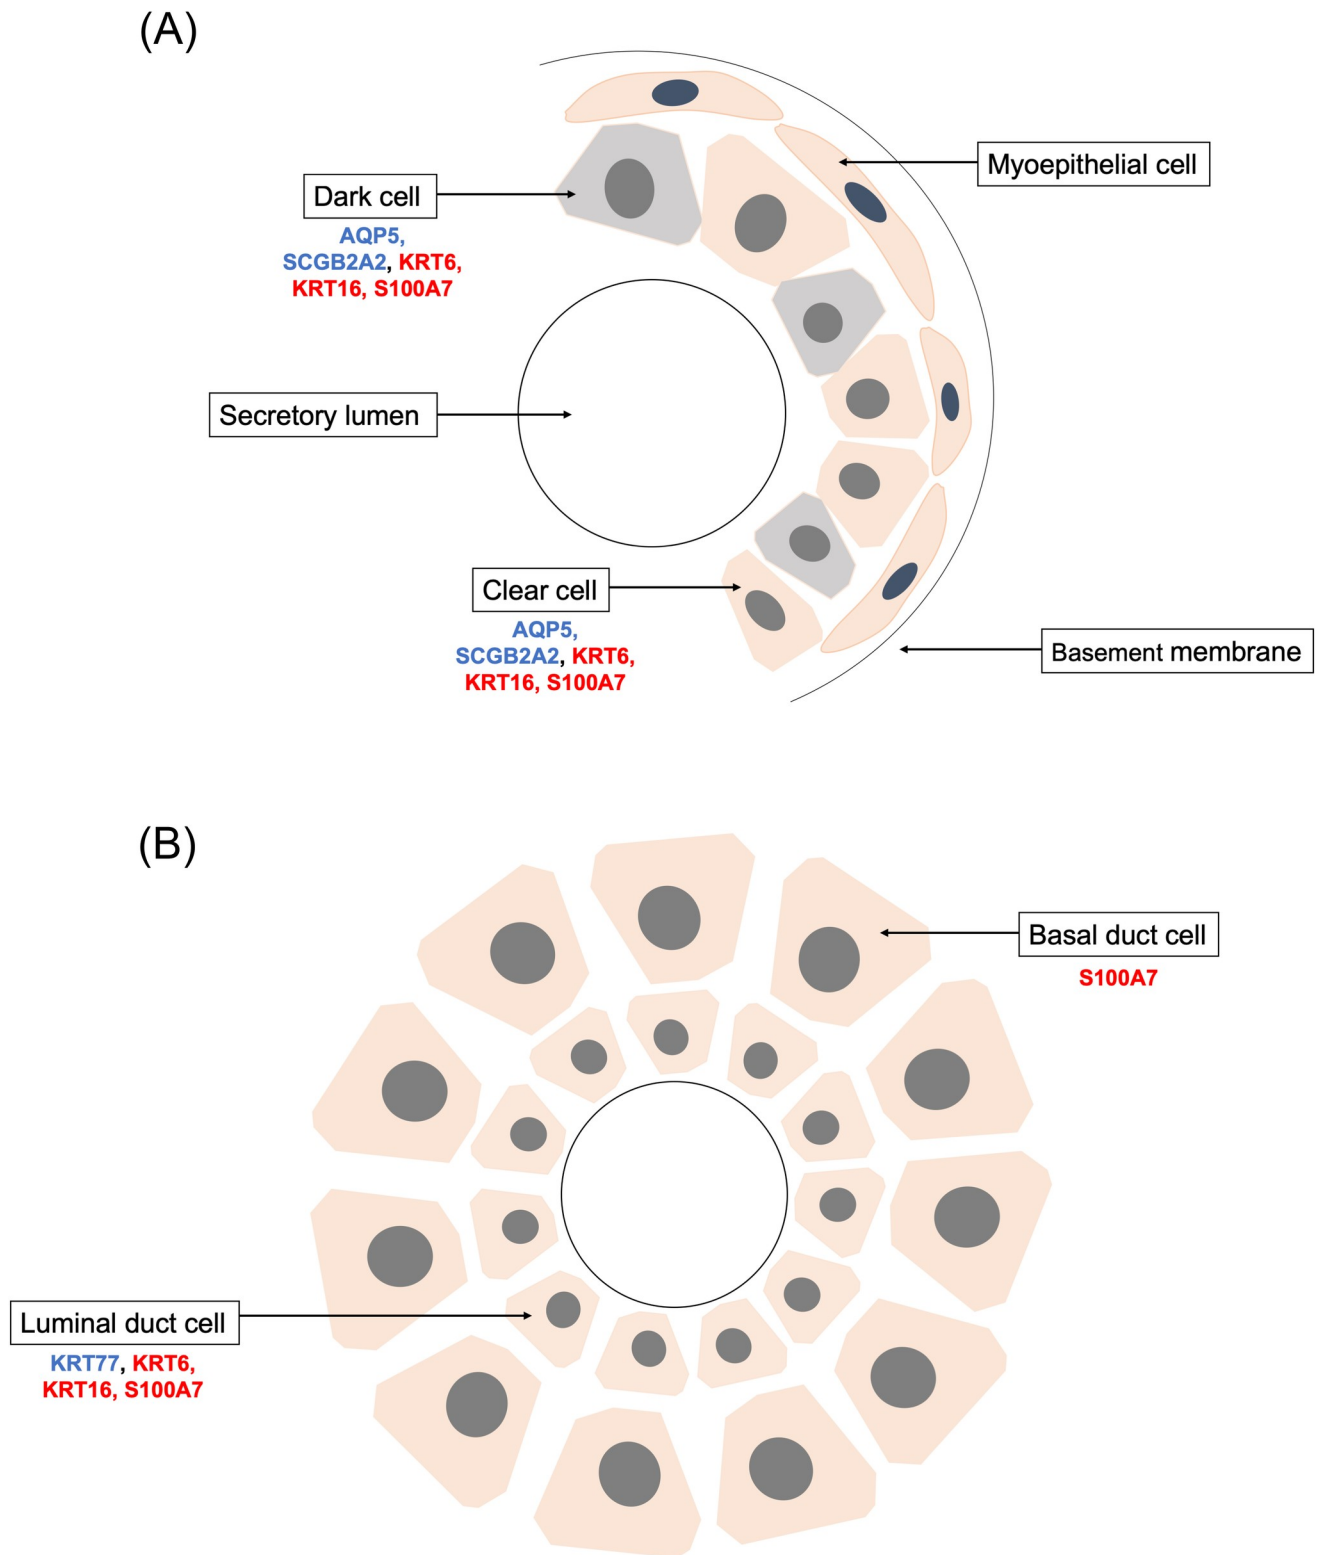 (A)
Myoepithelial cell
Dark cell
AQP5,
SCGB2A2, KRT6,
KRT16, S100A7
Secretory lumen
Clear cell
AQP5,
SCGB2A2, KRT6,
KRT16, S100A7
Basement membrane
(B)
Basal duct cell
S100A7
Luminal duct cell
KRT77, KRT6,
KRT16, S100A7